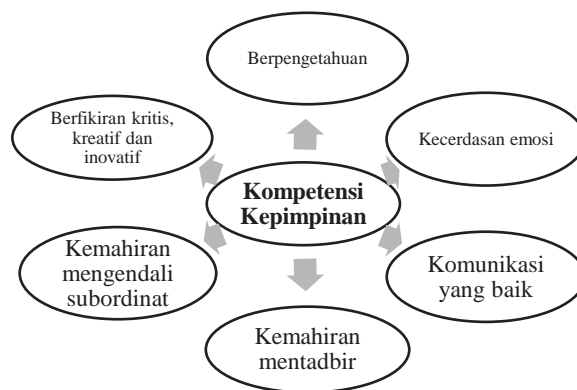 Berpengetahuan
Berfikiran kritis,
kreatif dan
inovatif
Kecerdasan emosi
Kompetensi
Kepimpinan
Kemahiran
mengendali
subordinat
Komunikasi
yang baik
Kemahiran
mentadbir